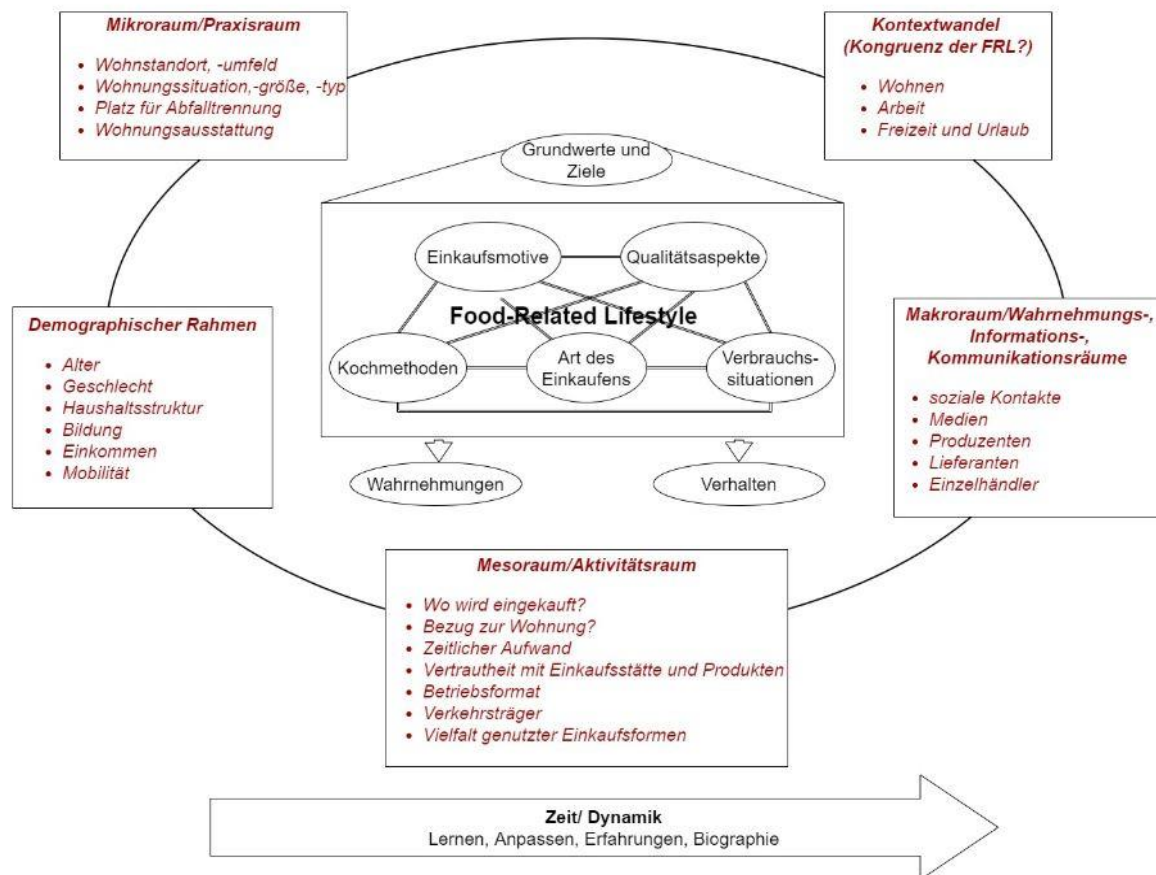 Mikroraum/Praxisraum
• Wohnstandort, -umfeld
• Wohnungssituation,-größe, -typ
• Platz für Abfalltrennung
• Wohnungsausstattung
Kontextwandel
(Kongruenz der FRL?)
• Wohnen
• Arbeit
• Freizeit und Urlaub
Grundwerte und
Ziele
Einkaufsmotive
Qualitätsaspekte
Food-Related Lifestyle
Kochmethoden
Art des
Einkaufens
Verbrauchs-
situationen
Wahrnehmungen
Verhalten
Demographischer Rahmen
• Alter
• Geschlecht
• Haushaltsstruktur
• Bildung
• Einkommen
• Mobilität
Makroraum/Wahrnehmungs-,
Informations-,
Kommunikationsräume
• soziale Kontakte
• Medien
• Produzenten
• Lieferanten
• Einzelhändler
Mesoraum/Aktivitätsraum
• Wo wird eingekauft?
• Bezug zur Wohnung?
• Zeitlicher Aufwand
• Vertrautheit mit Einkaufsstätte und Produkten
• Betriebsformat
• Verkehrsträger
• Vielfalt genutzter Einkaufsformen
Zeit/ Dynamik
Lernen, Anpassen, Erfahrungen, Biographie